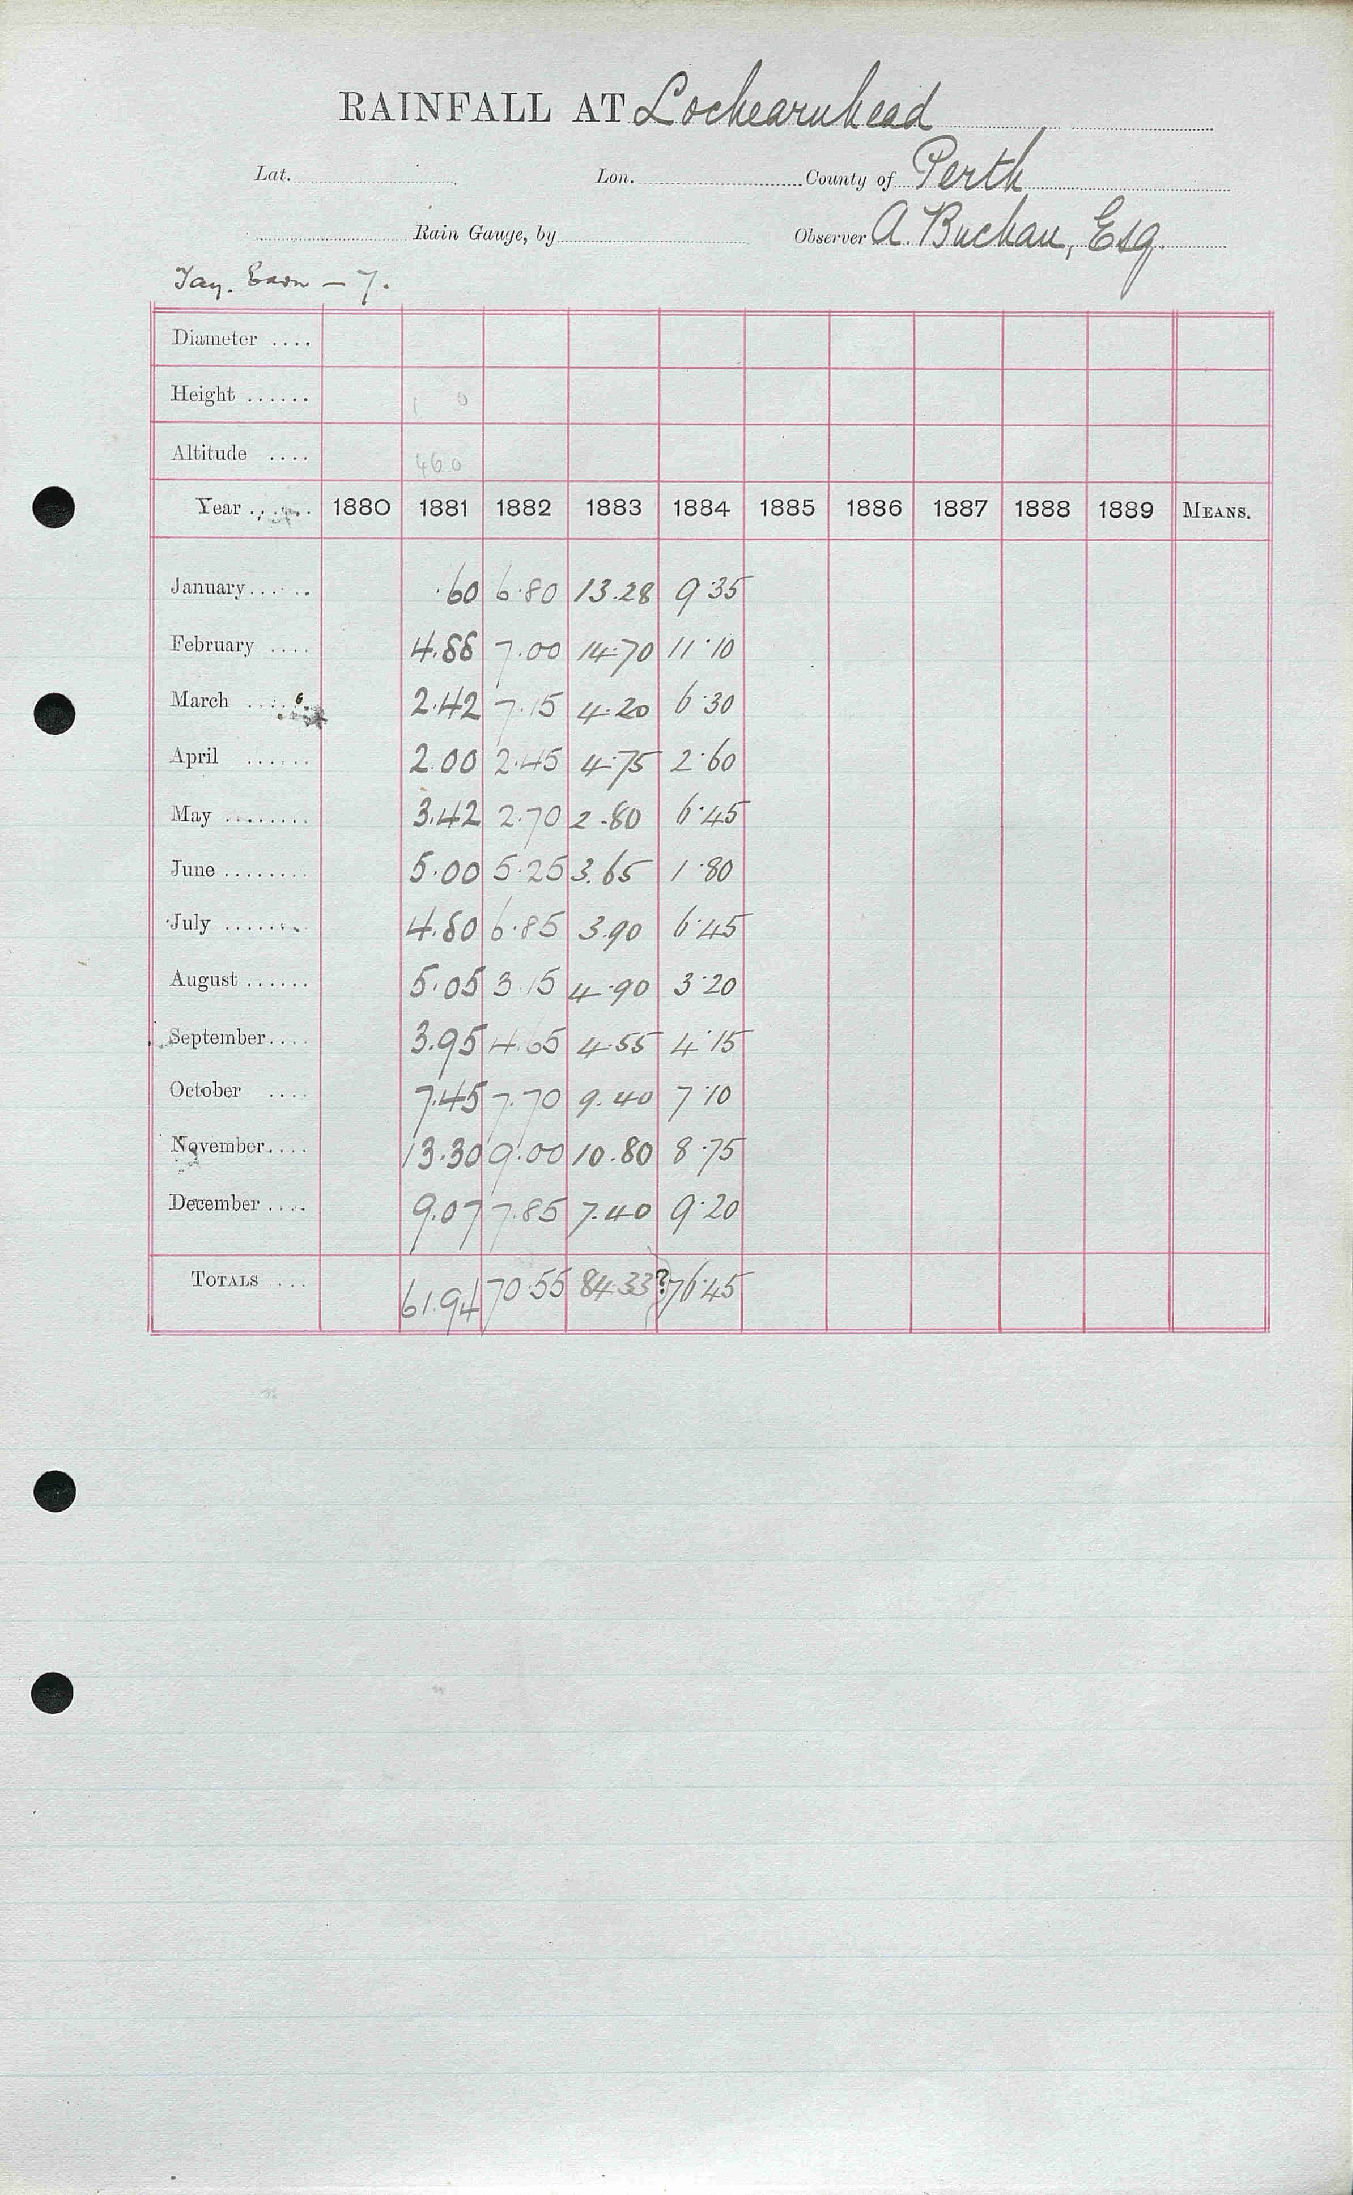 RAINFALL AT Lochearnhead
Lat. Lon. County of Perth
Rain Gauge, by Observer A. Buchan, Esq.
Tay. Earn – 7.
Diameter ....
Height ...... 1 0
Altitude .... 460
Year ...... 1880 1881 1882 1883 1884 1885 1886 1887 1888 1889 MEANS.
January...... .60 6.80 13.28 9.35
February .... 4.88 7.00 14.70 11.10
March ...... 2.42 7.15 4.20 6.30
April ...... 2.00 2.45 4.75 2.60
May ........ 3.42 2.70 2.80 6.45
June ........ 5.00 5.25 3.65 1.80
July ....... 4.80 6.85 3.90 6.45
August ...... 5.05 3.15 4.90 3.20
September.... 3.95 4.65 4.55 4.15
October .... 7.45 7.70 9.40 7.10
November.... 13.30 9.00 10.80 8.75
December .... 9.07 7.85 7.40 9.20
TOTALS ... 61.94 70.55 84.33? 76.45